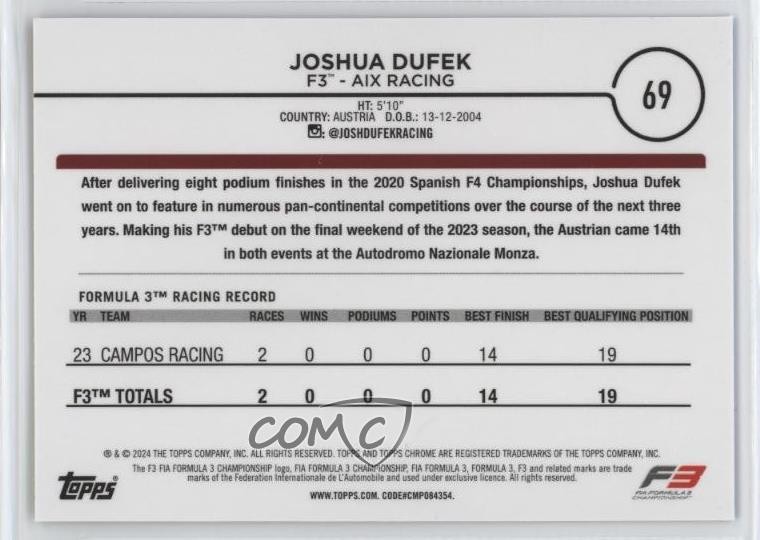 JOSHUA DUFEK
F3™ - AIX RACING
69
HT: 5'10"
COUNTRY: AUSTRIA D.O.B.: 13-12-2004
: @JOSHDUFEKRACING
After delivering eight podium finishes in the 2020 Spanish F4 Championships, Joshua Dufek
went on to feature in numerous pan-continental competitions over the course of the next three
years. Making his F3™ debut on the final weekend of the 2023 season, the Austrian came 14th
in both events at the Autodromo Nazionale Monza.
FORMULA 3™ RACING RECORD
YR TEAM RACES WINS PODIUMS POINTS BEST FINISH BEST QUALIFYING POSITION
23 CAMPOS RACING 2 0 0 0 14 19
F3™ TOTALS 2 0 0 0 14 19
COMC
® & © 2024 THE TOPPS COMPANY, INC. ALL RIGHTS RESERVED. TOPPS AND TOPPS CHROME ARE REGISTERED TRADEMARKS OF THE TOPPS COMPANY, INC.
The F3 FIA FORMULA 3 CHAMPIONSHIP logo, FIA FORMULA 3 CHAMPIONSHIP, FIA FORMULA 3, FORMULA 3, F3 and related marks are trade
marks of the Federation Internationale de L'Automobile and used under exclusive licence. All rights reserved.
WWW.TOPPS.COM. CODE#CMP084354.
Topps®
F3
FIA FORMULA 3
CHAMPIONSHIP™